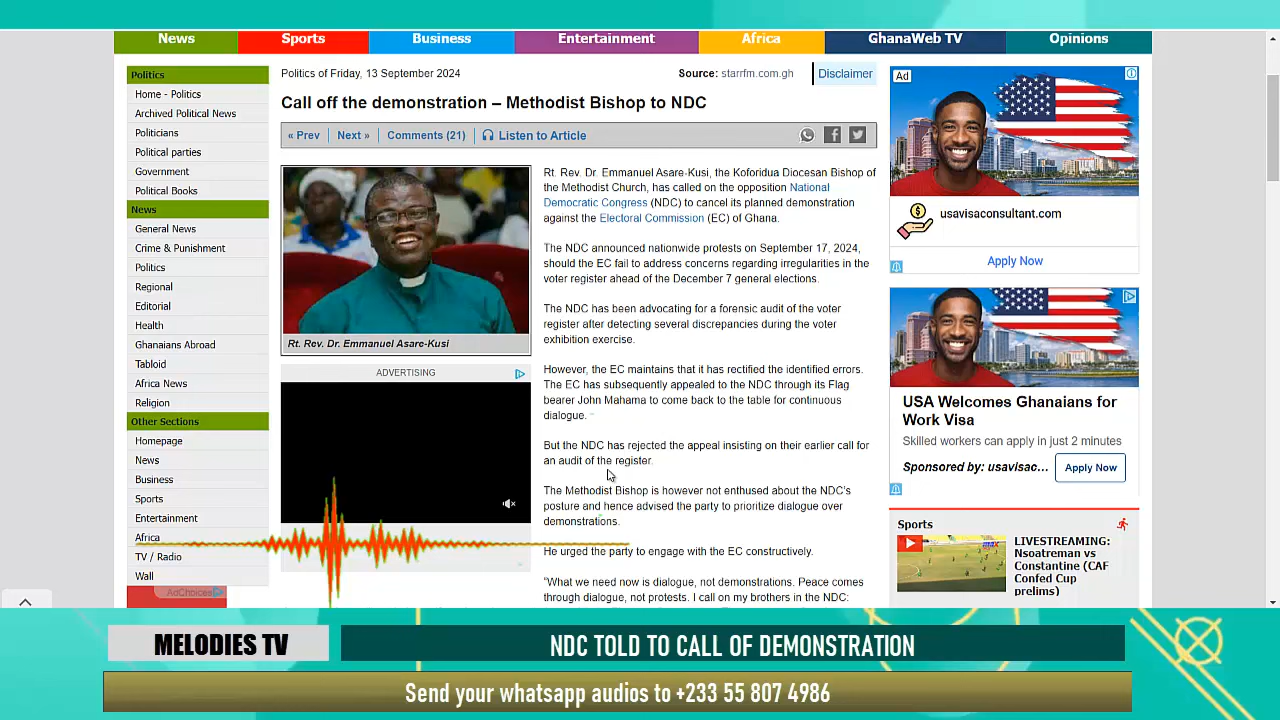 News
Sports
Business
Entertainment
Africa
GhanaWeb TV
Opinions
Politics
Home - Politics
Archived Political News
Politicians
Political parties
Government
Political Books
News
General News
Crime & Punishment
Politics
Regional
Editorial
Health
Ghanaians Abroad
Tabloid
Africa News
Religion
Other Sections
Homepage
News
Business
Sports
Entertainment
Africa
TV / Radio
Wall
AdChoices
Politics of Friday, 13 September 2024
Source: starrfm.com.gh
Disclaimer
Call off the demonstration – Methodist Bishop to NDC
« Prev
Next »
Comments (21)
Listen to Article
Rt. Rev. Dr. Emmanuel Asare-Kusi
ADVERTISING
Rt. Rev. Dr. Emmanuel Asare-Kusi, the Koforidua Diocesan Bishop of
the Methodist Church, has called on the opposition National
Democratic Congress (NDC) to cancel its planned demonstration
against the Electoral Commission (EC) of Ghana.
The NDC announced nationwide protests on September 17, 2024,
should the EC fail to address concerns regarding irregularities in the
voter register ahead of the December 7 general elections.
The NDC has been advocating for a forensic audit of the voter
register after detecting several discrepancies during the voter
exhibition exercise.
However, the EC maintains that it has rectified the identified errors.
The EC has subsequently appealed to the NDC through its Flag
bearer John Mahama to come back to the table for continuous
dialogue.
But the NDC has rejected the appeal insisting on their earlier call for
an audit of the register.
The Methodist Bishop is however not enthused about the NDC's
posture and hence advised the party to prioritize dialogue over
demonstrations.
He urged the party to engage with the EC constructively.
"What we need now is dialogue, not demonstrations. Peace comes
through dialogue, not protests. I call on my brothers in the NDC:
Ad
usavisaconsultant.com
Apply Now
USA Welcomes Ghanaians for
Work Visa
Skilled workers can apply in just 2 minutes
Sponsored by: usavisac...
Apply Now
Sports
LIVESTREAMING:
Nsoatreman vs
Constantine (CAF
Confed Cup
prelims)
MELODIES TV
NDC TOLD TO CALL OF DEMONSTRATION
Send your whatsapp audios to +233 55 807 4986